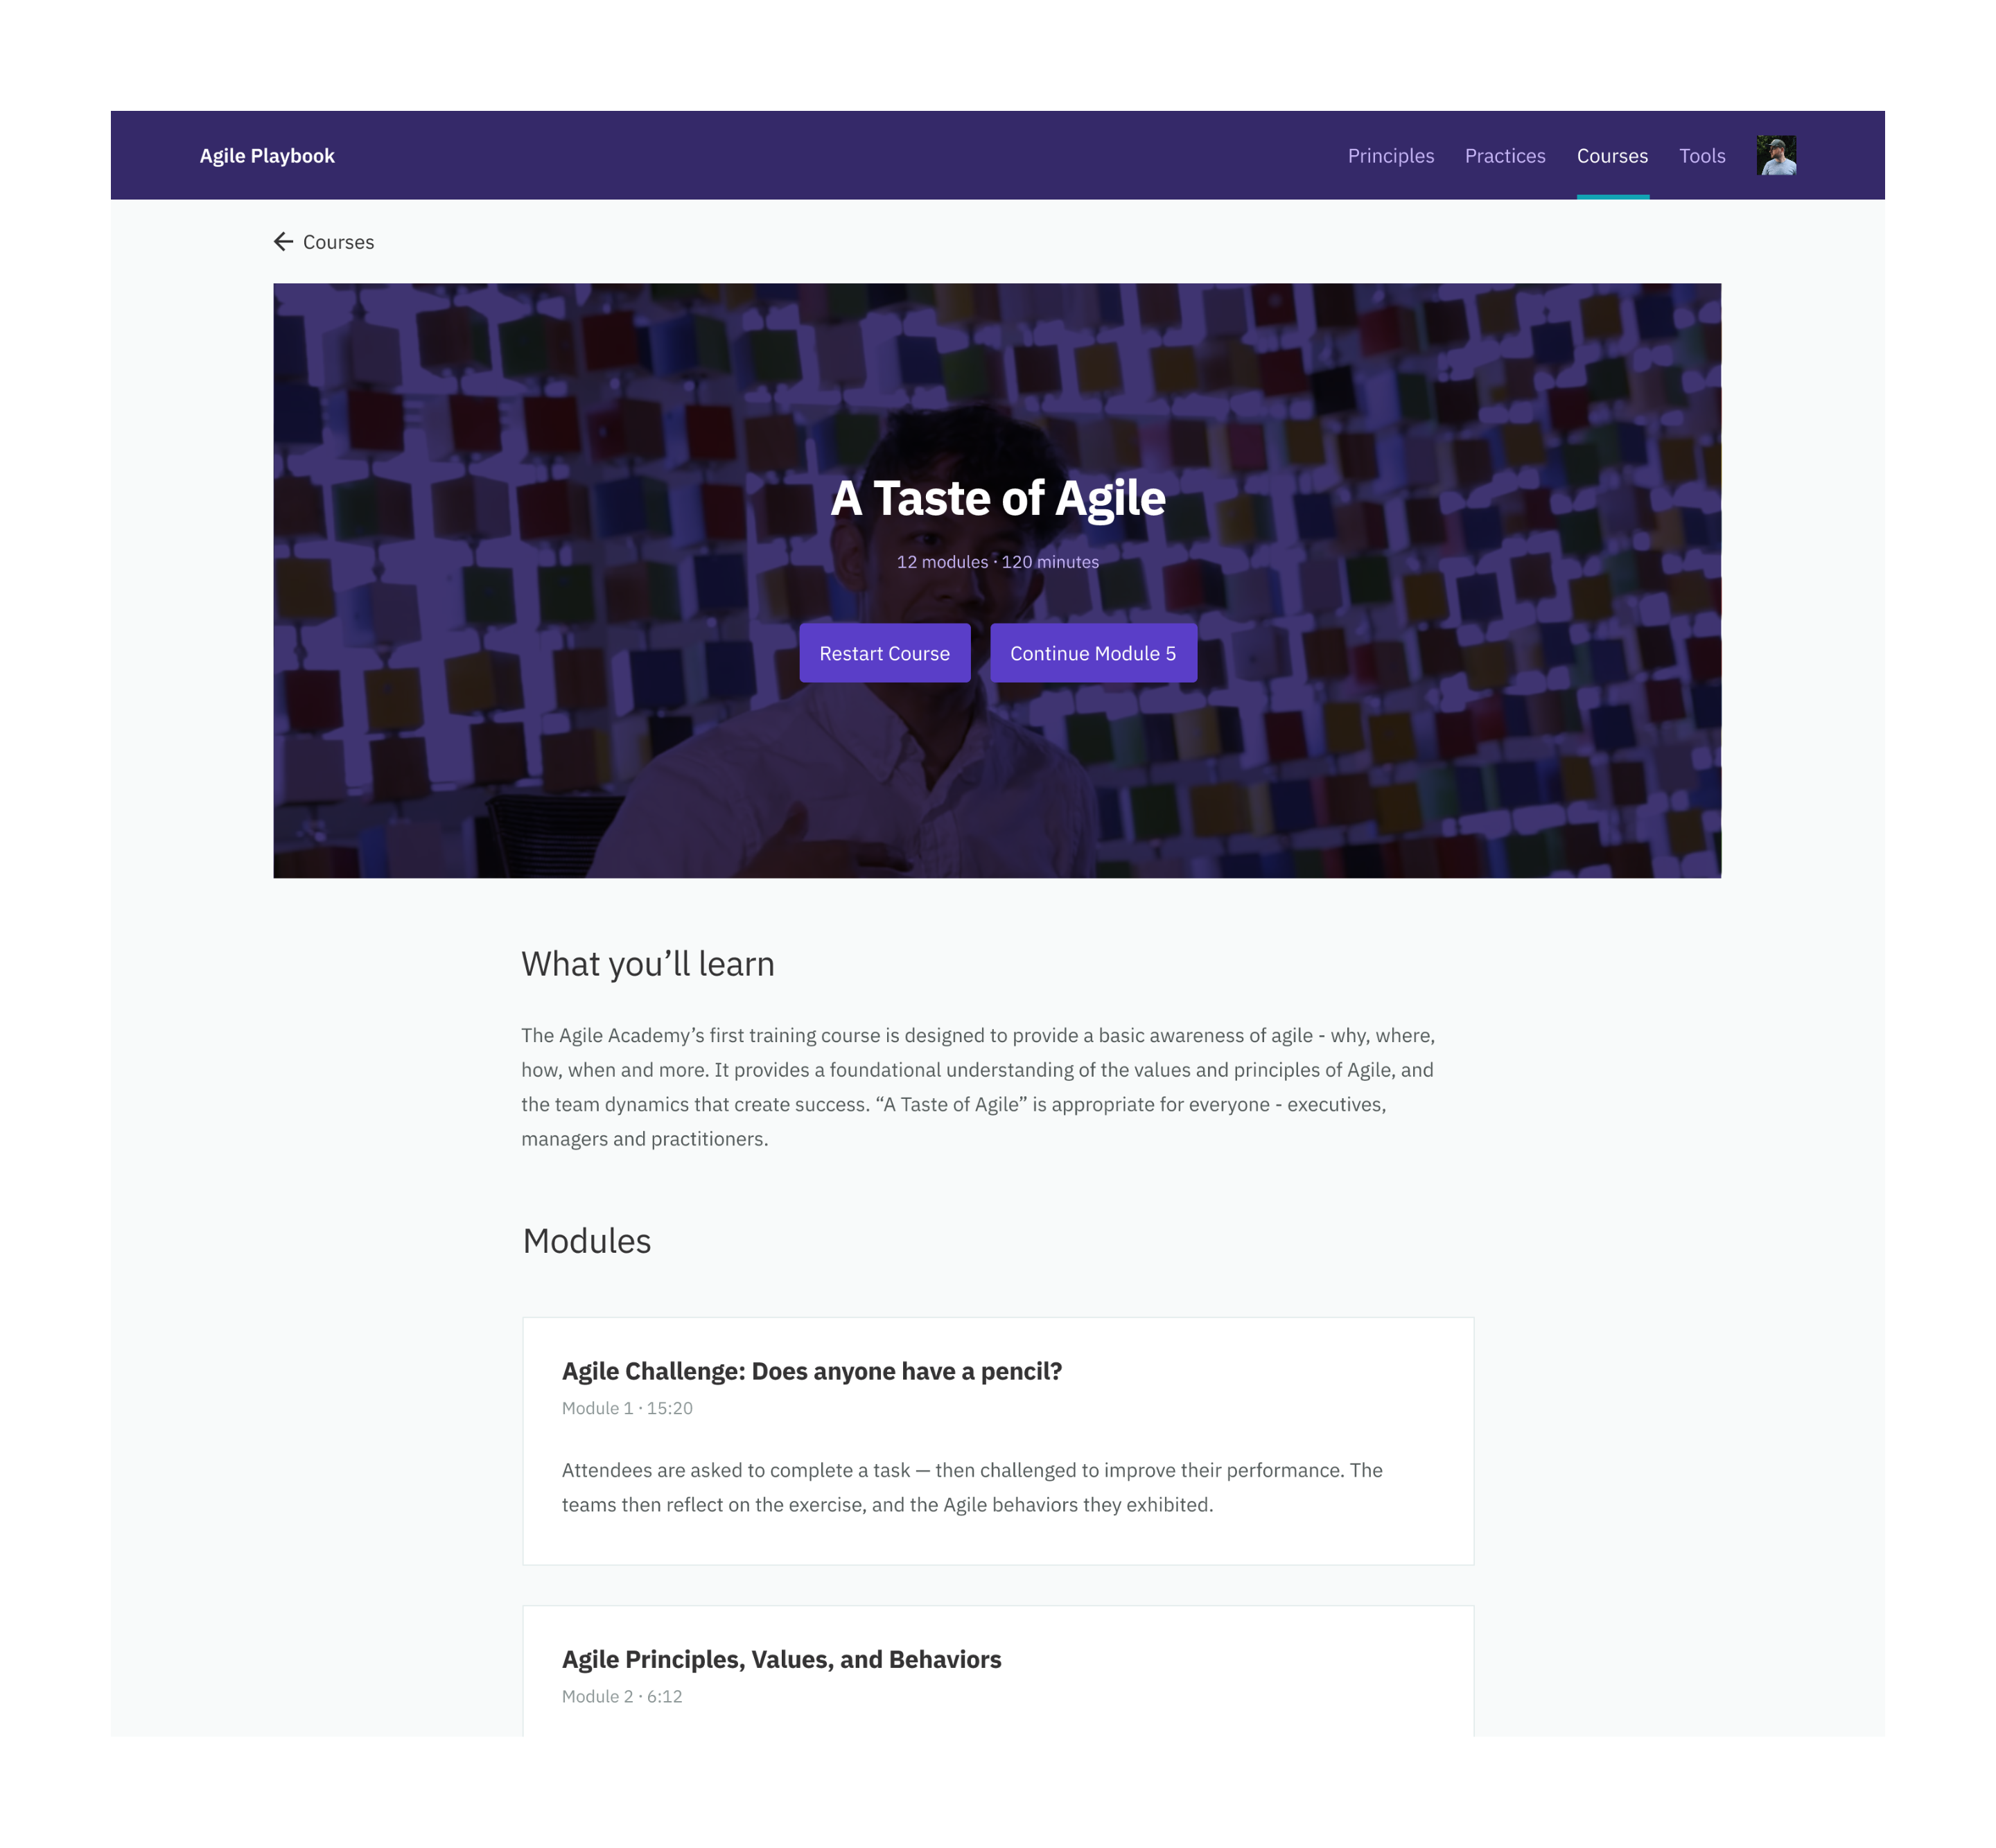 Agile Playbook
Principles
Practices
Courses
Tools
Courses
A Taste of Agile
12 modules · 120 minutes
Restart Course
Continue Module 5
What you’ll learn
The Agile Academy’s first training course is designed to provide a basic awareness of agile - why, where,
how, when and more. It provides a foundational understanding of the values and principles of Agile, and
the team dynamics that create success. “A Taste of Agile” is appropriate for everyone - executives,
managers and practitioners.
Modules
Agile Challenge: Does anyone have a pencil?
Module 1 · 15:20
Attendees are asked to complete a task — then challenged to improve their performance. The
teams then reflect on the exercise, and the Agile behaviors they exhibited.
Agile Principles, Values, and Behaviors
Module 2 · 6:12